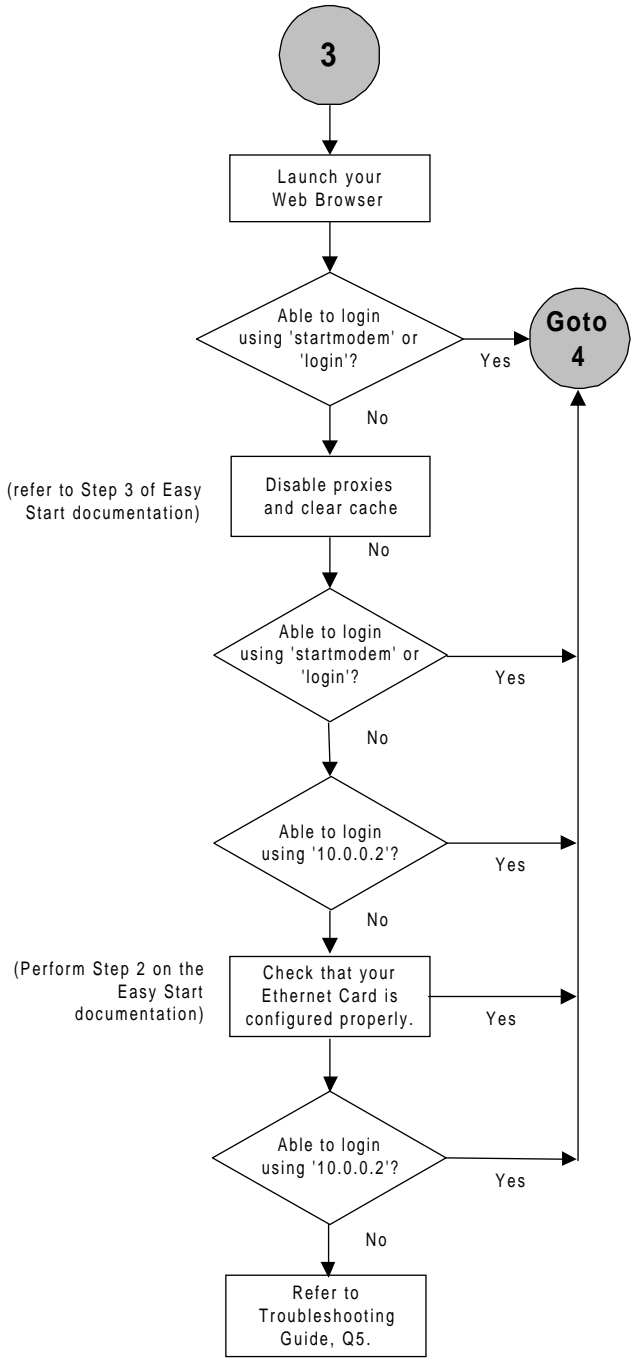 3
Launch your
Web Browser
Able to login
using 'startmodem' or
'login'?
Yes
Goto
4
No
(refer to Step 3 of Easy
Start documentation)
Disable proxies
and clear cache
No
Able to login
using 'startmodem' or
'login'?
Yes
No
Able to login
using '10.0.0.2'?
Yes
No
(Perform Step 2 on the
Easy Start
documentation)
Check that your
Ethernet Card is
configured properly.
Yes
Able to login
using '10.0.0.2'?
Yes
No
Refer to
Troubleshooting
Guide, Q5.